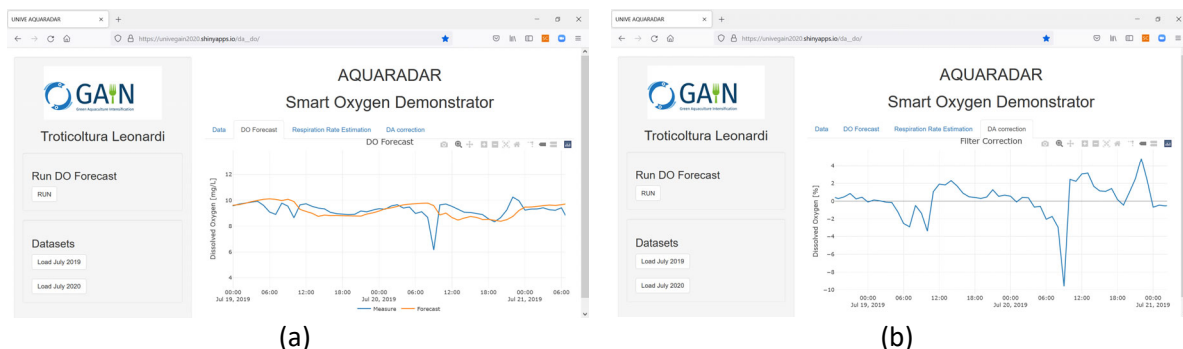 UNIVE AQUARADAR
https://univegain2020.shinyapps.io/da_do/
GAIN
Green Aquaculture Intensification
Troticoltura Leonardi
Run DO Forecast
RUN
Datasets
Load July 2019
Load July 2020
AQUARADAR
Smart Oxygen Demonstrator
Data DO Forecast Respiration Rate Estimation DA correction
DO Forecast
Dissolved Oxygen [mg/L]
12
10
8
6
4
00:00 06:00 12:00 18:00 00:00 06:00 12:00 18:00 00:00 06:00
Jul 19, 2019 Jul 20, 2019 Jul 21, 2019
Measure Forecast
(a)
UNIVE AQUARADAR
https://univegain2020.shinyapps.io/da_do/
GAIN
Green Aquaculture Intensification
Troticoltura Leonardi
Run DO Forecast
RUN
Datasets
Load July 2019
Load July 2020
AQUARADAR
Smart Oxygen Demonstrator
Data DO Forecast Respiration Rate Estimation DA correction
Filter Correction
Dissolved Oxygen [%]
4
2
0
−2
−4
−6
−8
−10
00:00 06:00 12:00 18:00 00:00 06:00 12:00 18:00 00:00
Jul 19, 2019 Jul 20, 2019 Jul 21, 2019
(b)